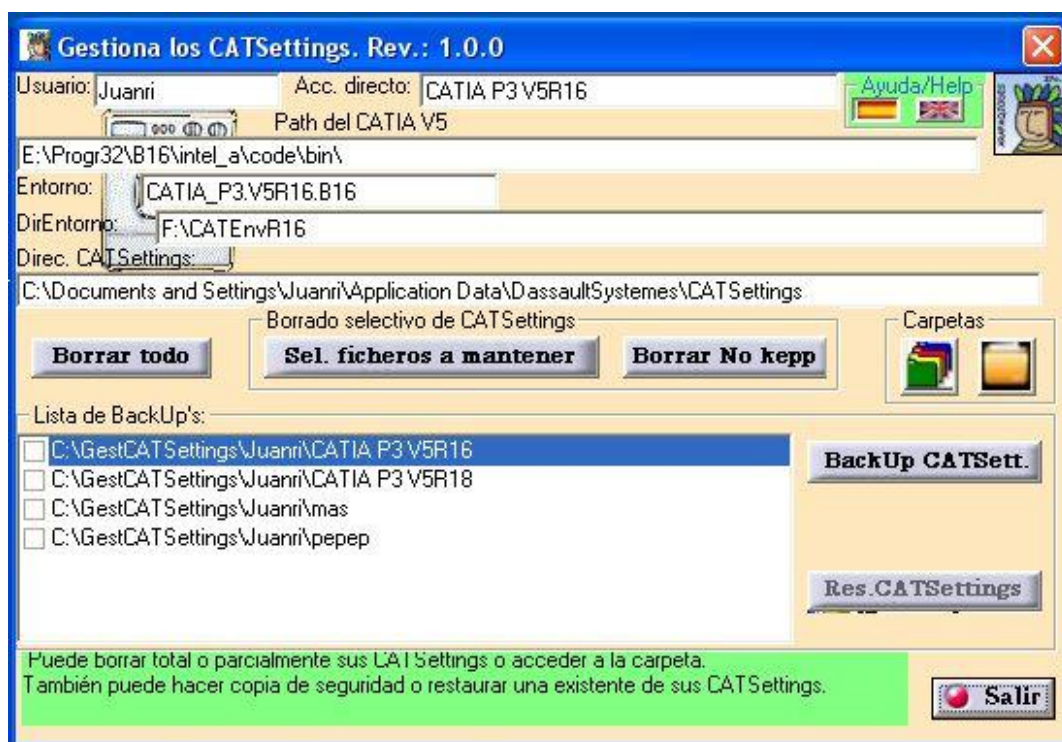 Gestiona los CATSettings. Rev.: 1.0.0
Usuario: Juanri Acc. directo: CATIA P3 V5R16 Ayuda/Help
Path del CATIA V5
E:\Progr32\B16\intel_a\code\bin\
Entorno: CATIA_P3.V5R16.B16
DirEntorno: F:\CATEnvR16
Direc. CATSettings:
C:\Documents and Settings\Juanri\Application Data\DassaultSystemes\CATSettings
Borrado selectivo de CATSettings Carpetas
Borrar todo Sel. ficheros a mantener Borrar No kepp
Lista de BackUp's:
C:\GestCATSettings\Juanri\CATIA P3 V5R16
C:\GestCATSettings\Juanri\CATIA P3 V5R18
C:\GestCATSettings\Juanri\mas
C:\GestCATSettings\Juanri\pepep
BackUp CATSett.
Res.CATSettings
Puede borrar total o parcialmente sus CATSettings o acceder a la carpeta.
También puede hacer copia de seguridad o restaurar una existente de sus CATSettings.
Salir